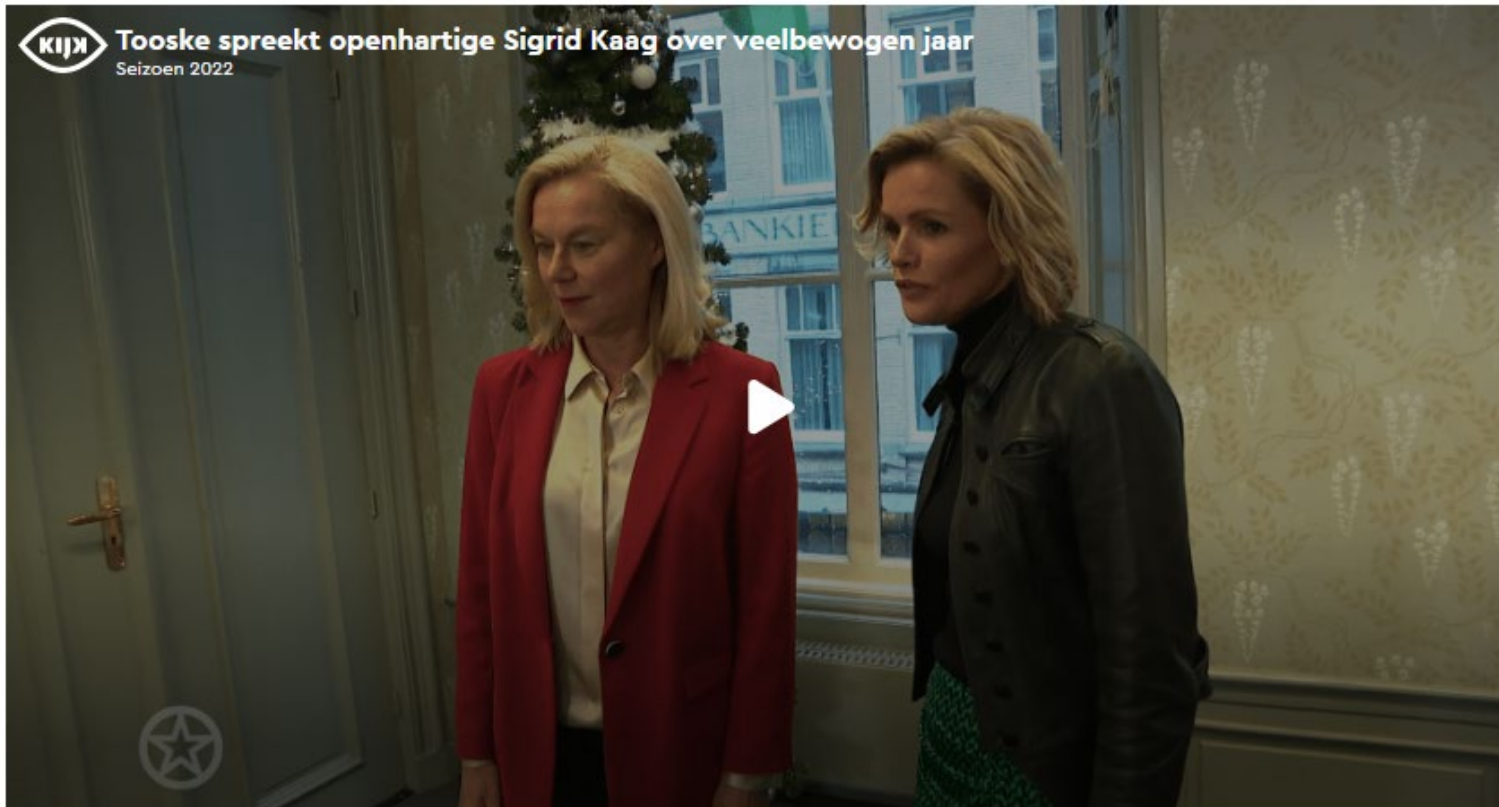 KIJK
Tooske spreekt openhartige Sigrid Kaag over veelbewogen jaar
Seizoen 2022
BANKIE